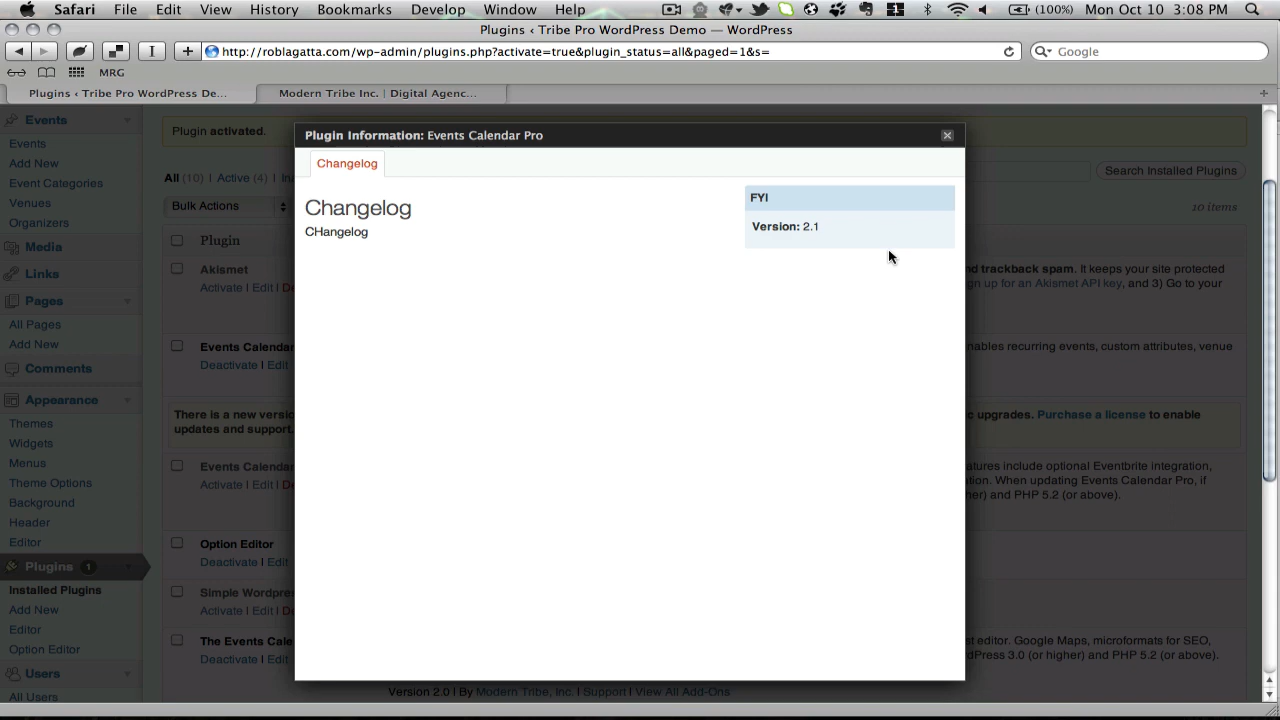 Safari File Edit View History Bookmarks Develop Window Help (100%) Mon Oct 10 3:08 PM
Plugins ‹ Tribe Pro WordPress Demo — WordPress
http://roblagatta.com/wp-admin/plugins.php?activate=true&plugin_status=all&paged=1&s=
Google
MRG
Plugins ‹ Tribe Pro WordPress De...
Modern Tribe Inc. | Digital Agenc...
Events
Events
Add New
Event Categories
Venues
Organizers
Media
Links
Pages
All Pages
Add New
Comments
Appearance
Themes
Widgets
Menus
Theme Options
Background
Header
Editor
Plugins 1
Installed Plugins
Add New
Editor
Option Editor
Users
All Users
Plugin activated.
All (10) | Active (4) |
Search Installed Plugins
Bulk Actions
10 items
Plugin
Akismet
Activate | Edit |
nd trackback spam. It keeps your site protected
gn up for an Akismet API key, and 3) Go to your
Events Calenda
Deactivate | Edit
nables recurring events, custom attributes, venue
There is a new versio
updates and support.
c upgrades. Purchase a license to enable
Events Calenda
Activate | Edit |
atures include optional Eventbrite integration,
tion. When updating Events Calendar Pro, if
her) and PHP 5.2 (or above).
Option Editor
Deactivate | Edit
Simple Wordpre
Activate | Edit |
The Events Cale
Deactivate | Edit
st editor. Google Maps, microformats for SEO,
rdPress 3.0 (or higher) and PHP 5.2 (or above).
Version 2.0 | By Modern Tribe, Inc. | Support | View All Add-Ons
Plugin Information: Events Calendar Pro
Changelog
Changelog
CHangelog
FYI
Version: 2.1